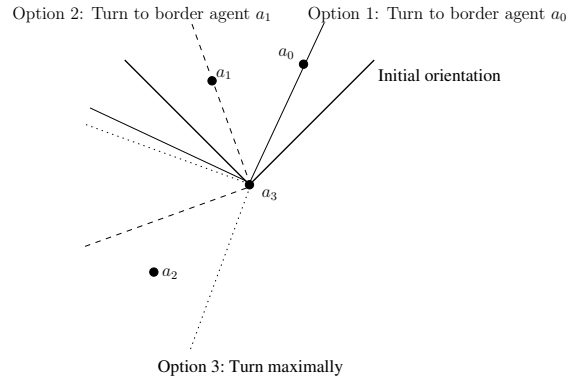 Option 2: Turn to border agent a₁
Option 1: Turn to border agent a₀
a₀
a₁
Initial orientation
a₃
a₂
Option 3: Turn maximally